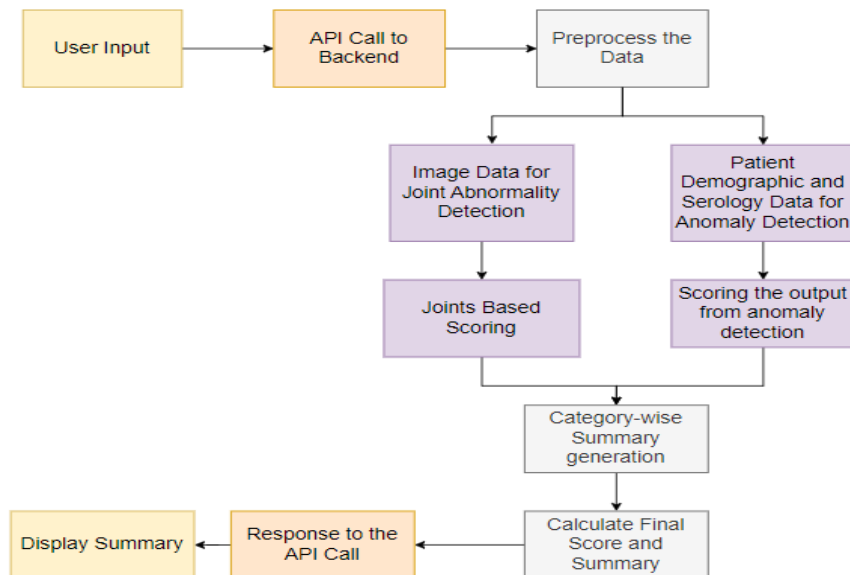 User Input
API Call to
Backend
Preprocess the
Data
Image Data for
Joint Abnormality
Detection
Patient
Demographic and
Serology Data for
Anomaly Detection
Joints Based
Scoring
Scoring the output
from anomaly
detection
Category-wise
Summary
generation
Calculate Final
Score and
Summary
Response to the
API Call
Display Summary